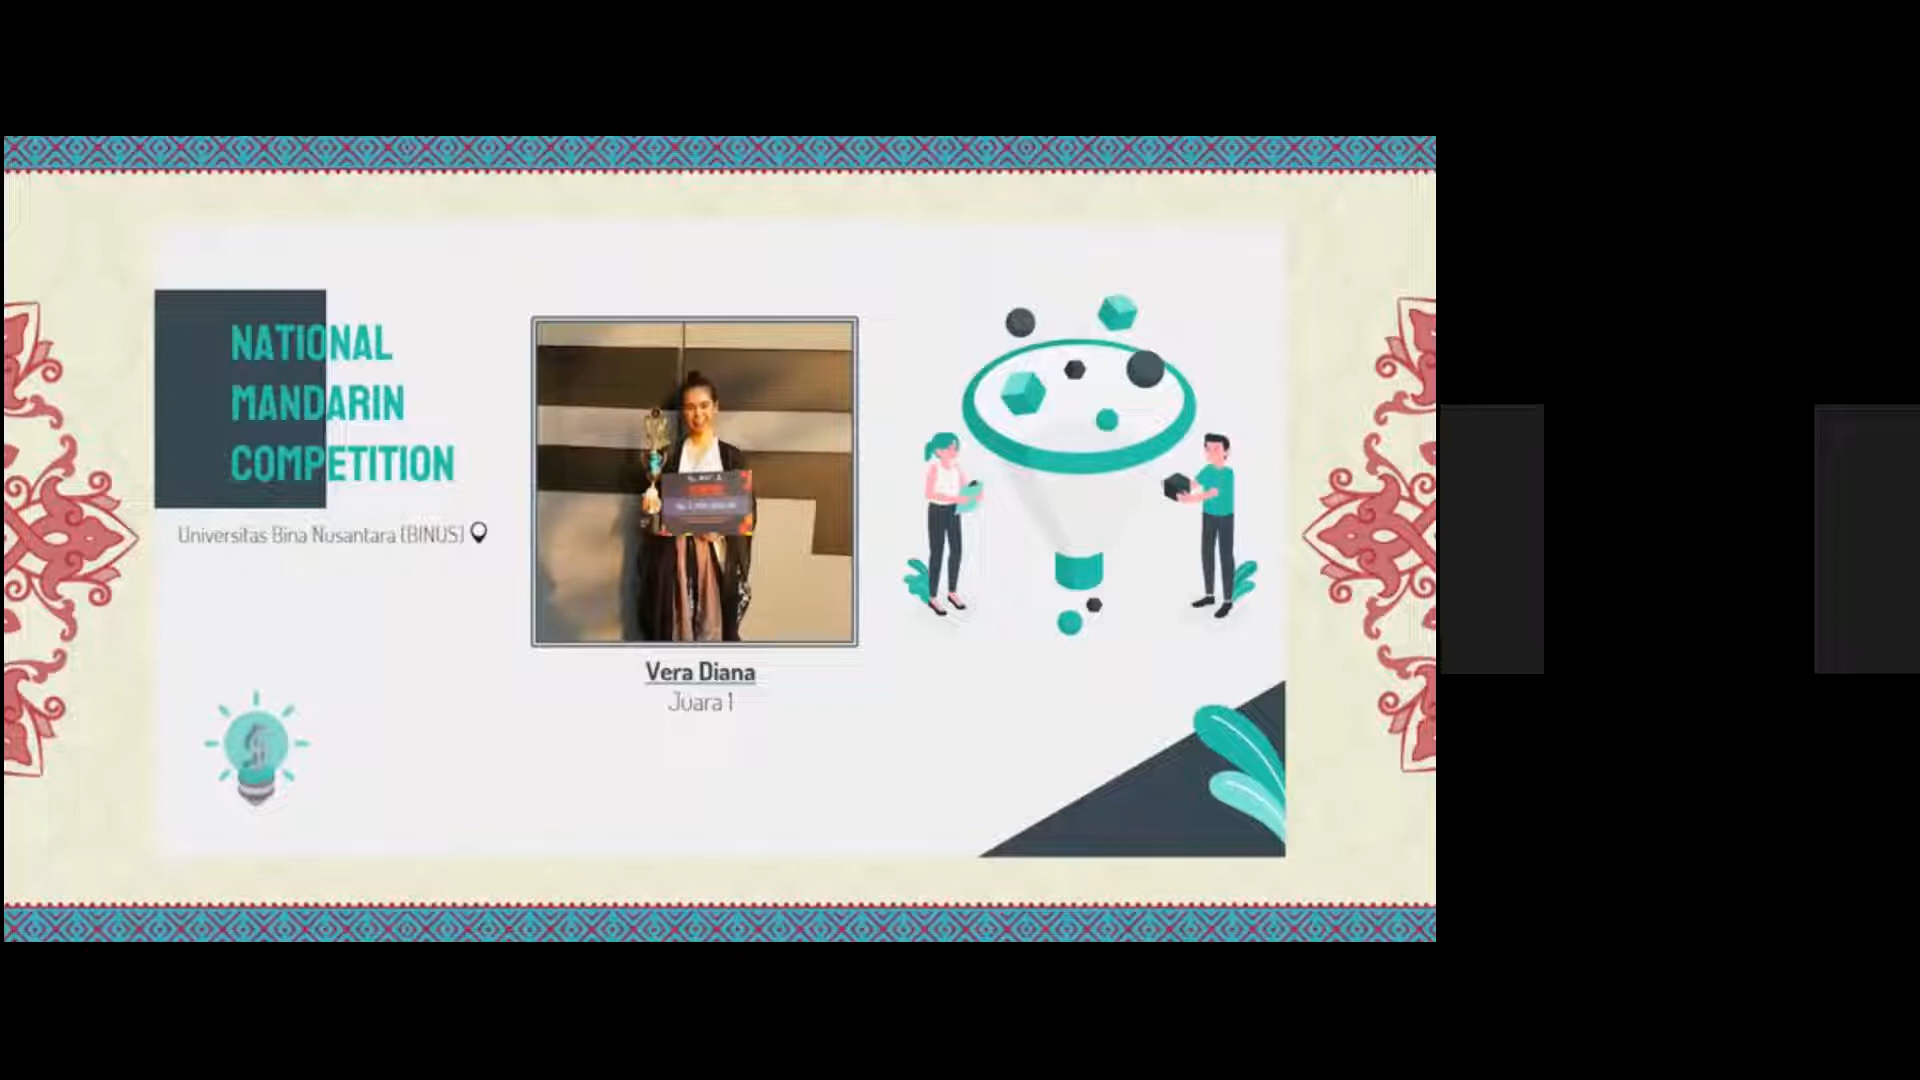 NATIONAL
MANDARIN
COMPETITION
Universitas Bina Nusantara (BINUS)
Vera Diana
Juara 1